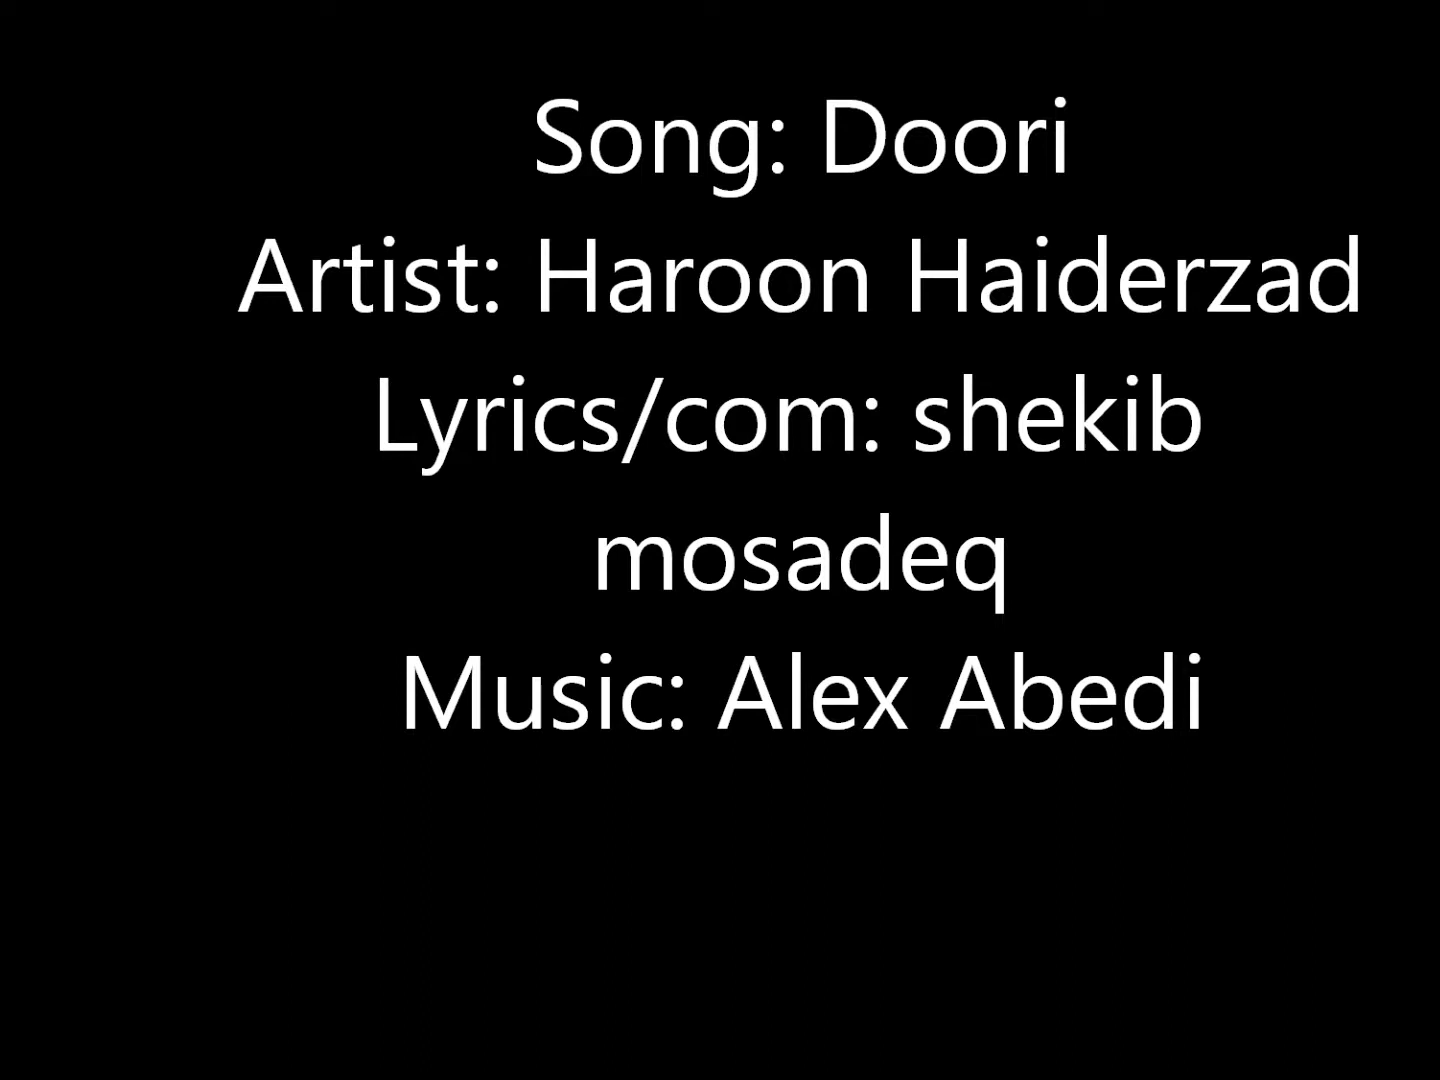 Song: Doori
Artist: Haroon Haiderzad
Lyrics/com: shekib
mosadeq
Music: Alex Abedi